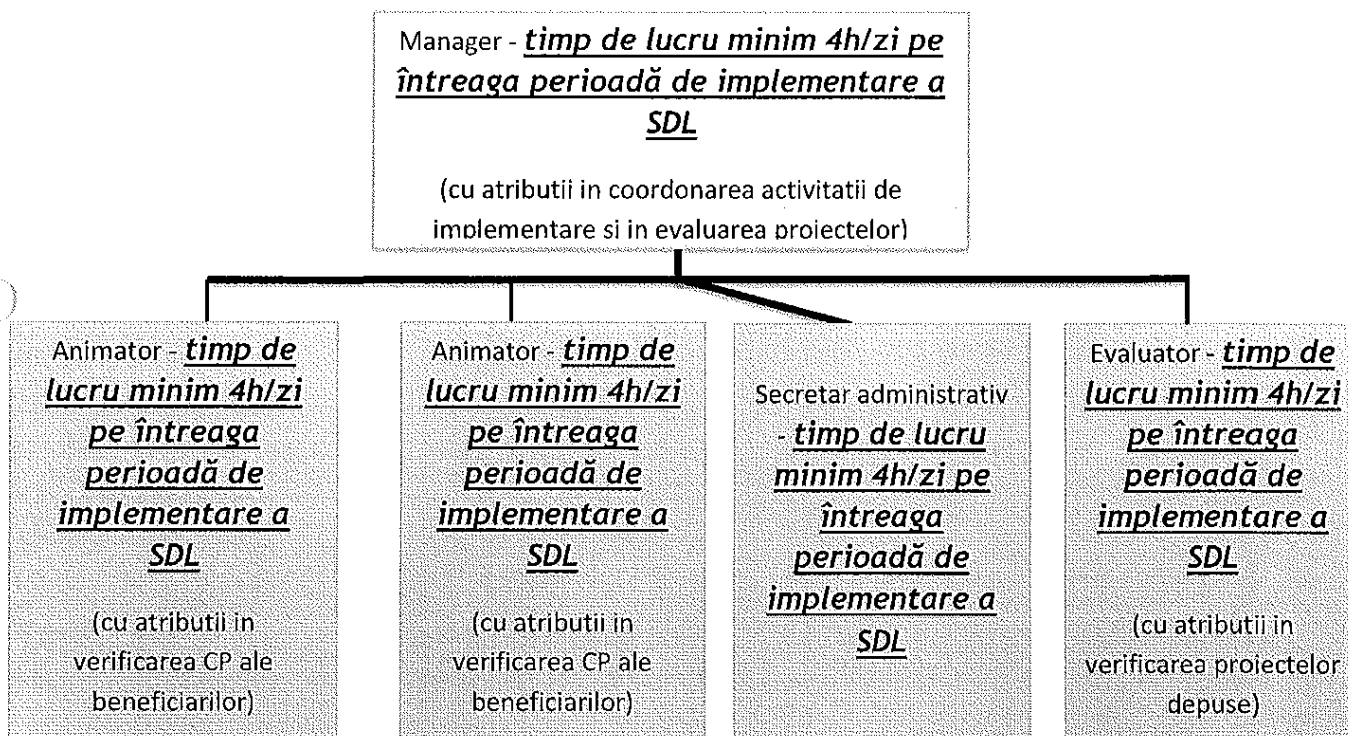 Manager - timp de lucru minim 4h/zi pe
întreaga perioadă de implementare a
SDL
(cu atributii in coordonarea activitatii de
implementare si in evaluarea proiectelor)
Animator - timp de
lucru minim 4h/zi
pe întreaga
perioadă de
implementare a
SDL
(cu atributii in
verificarea CP ale
beneficiarilor)
Animator - timp de
lucru minim 4h/zi
pe întreaga
perioadă de
implementare a
SDL
(cu atributii in
verificarea CP ale
beneficiarilor)
Secretar administrativ
- timp de lucru
minim 4h/zi pe
întreaga
perioadă de
implementare a
SDL
Evaluator - timp de
lucru minim 4h/zi
pe întreaga
perioadă de
implementare a
SDL
(cu atributii in
verificarea proiectelor
depuse)